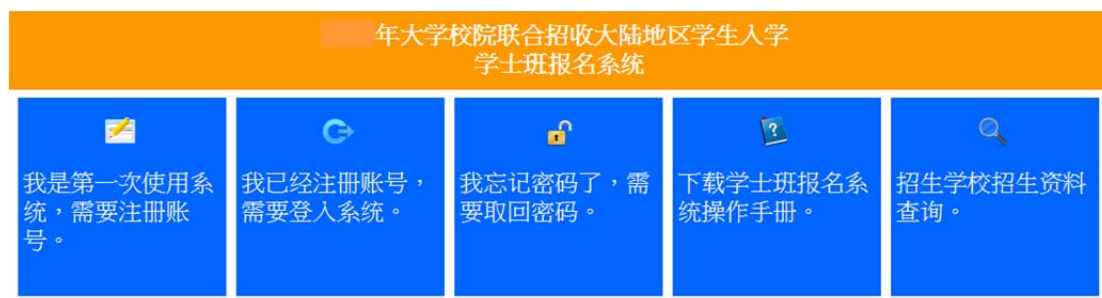 年大学校院联合招收大陆地区学生入学
学士班报名系统
我是第一次使用系
统，需要注册账
号。
我已经注册账号，
需要登入系统。
我忘记密码了，需
要取回密码。
下载学士班报名系
统操作手册。
招生学校招生资料
查询。